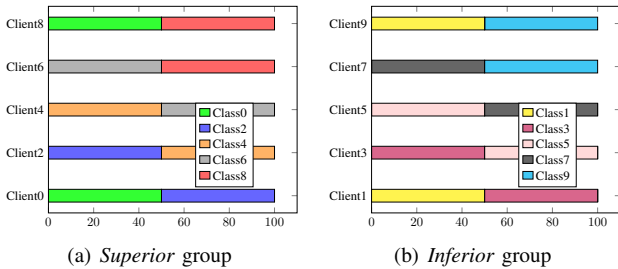 Client8
Client6
Client4
Client2
Client0
0 20 40 60 80 100
Class0
Class2
Class4
Class6
Class8
(a) Superior group
Client9
Client7
Client5
Client3
Client1
0 20 40 60 80 100
Class1
Class3
Class5
Class7
Class9
(b) Inferior group